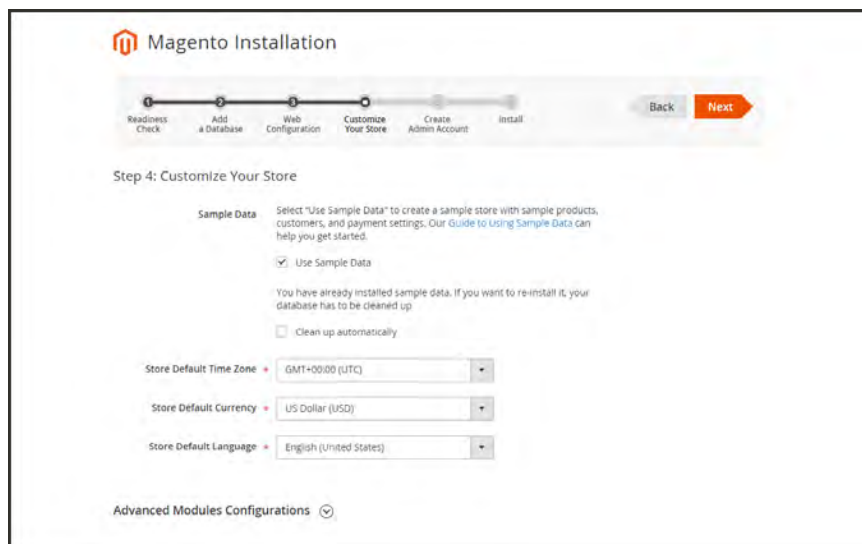 Magento Installation
1 2 3
Readiness Check
Add a Database
Web Configuration
Customize Your Store
Create Admin Account
Install
Back
Next
Step 4: Customize Your Store
Sample Data
Select "Use Sample Data" to create a sample store with sample products,
customers, and payment settings. Our Guide to Using Sample Data can
help you get started.
Use Sample Data
You have already installed sample data. If you want to re-install it, your
database has to be cleaned up
Clean up automatically
Store Default Time Zone * GMT+00:00 (UTC)
Store Default Currency * US Dollar (USD)
Store Default Language * English (United States)
Advanced Modules Configurations